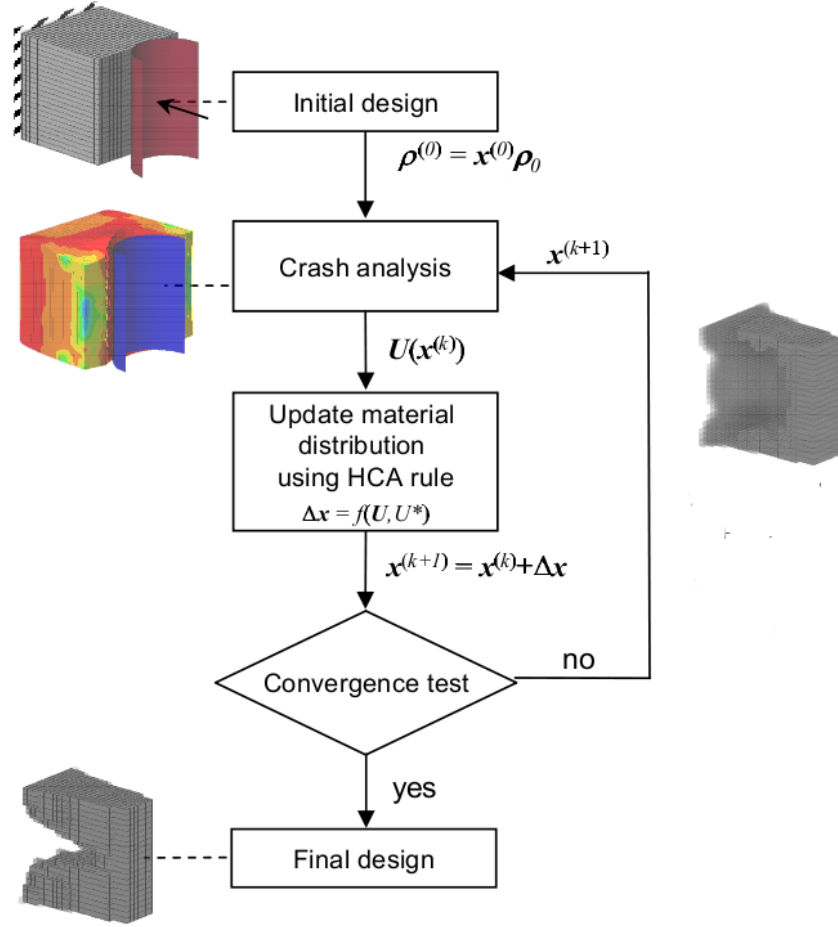 Initial design
ρ⁽⁰⁾ = x⁽⁰⁾ρ₀
Crash analysis
x⁽ᵏ⁺¹⁾
U(x⁽ᵏ⁾)
Update material
distribution
using HCA rule
Δx = f(U, U*)
x⁽ᵏ⁺¹⁾ = x⁽ᵏ⁾+Δx
Convergence test
no
yes
Final design